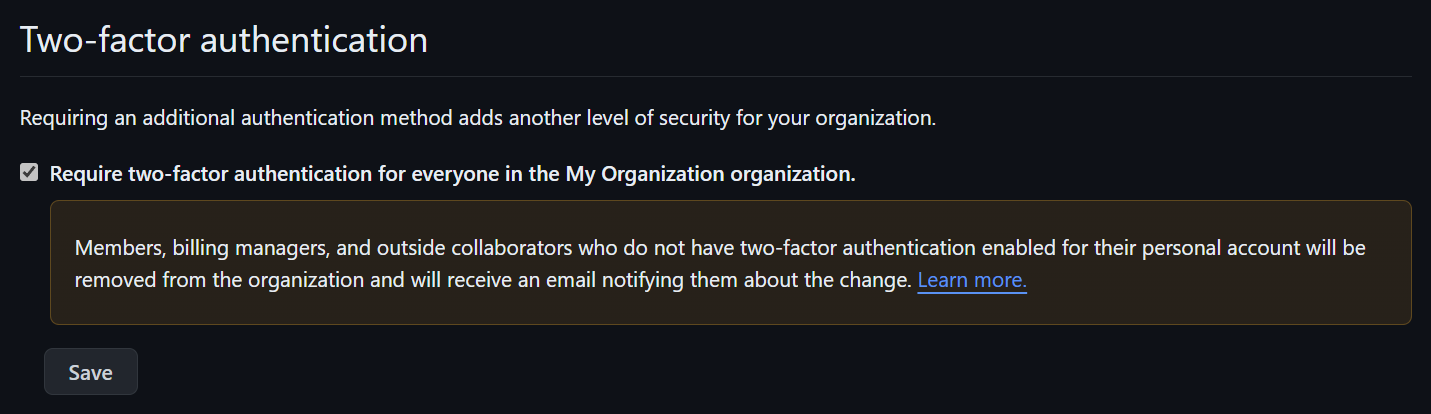 Two-factor authentication
Requiring an additional authentication method adds another level of security for your organization.
Require two-factor authentication for everyone in the My Organization organization.
Members, billing managers, and outside collaborators who do not have two-factor authentication enabled for their personal account will be
removed from the organization and will receive an email notifying them about the change. Learn more.
Save